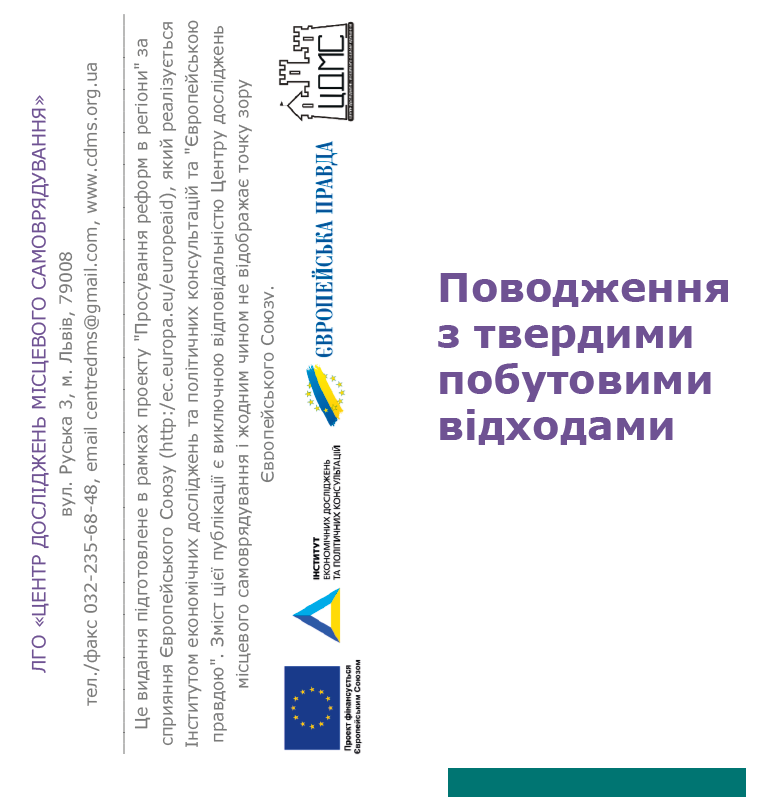 ЛГО «ЦЕНТР ДОСЛІДЖЕНЬ МІСЦЕВОГО САМОВРЯДУВАННЯ»
вул. Руська 3, м. Львів, 79008
тел./факс 032-235-68-48, email centredms@gmail.com, www.cdms.org.ua
Це видання підготовлене в рамках проекту "Просування реформ в регіони" за
сприяння Європейського Союзу (http:/ec.europa.eu/europeaid), який реалізується
Інститутом економічних досліджень та політичних консультацій та "Європейською
правдою". Зміст цієї публікації є виключною відповідальністю Центру досліджень
місцевого самоврядування і жодним чином не відображає точку зору
Європейського Союзу.
Проект фінансується
Європейським Союзом
ІНСТИТУТ
ЕКОНОМІЧНИХ ДОСЛІДЖЕНЬ
ТА ПОЛІТИЧНИХ КОНСУЛЬТАЦІЙ
ЄВРОПЕЙСЬКА ПРАВДА
ЦДМС
Поводження
з твердими
побутовими
відходами